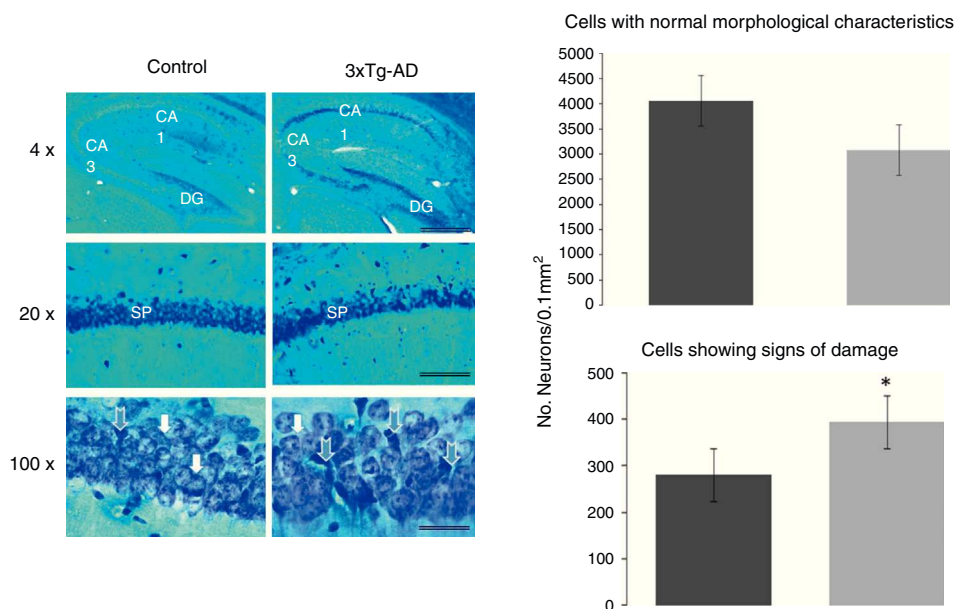 Control
3xTg-AD
4 x
CA
1
CA
3
DG
CA
1
CA
3
DG
20 x
SP
SP
100 x
Cells with normal morphological characteristics
5000
4500
4000
3500
3000
2500
2000
1500
1000
500
0
No. Neurons/0.1mm²
Cells showing signs of damage
500
400
300
200
100
0
*